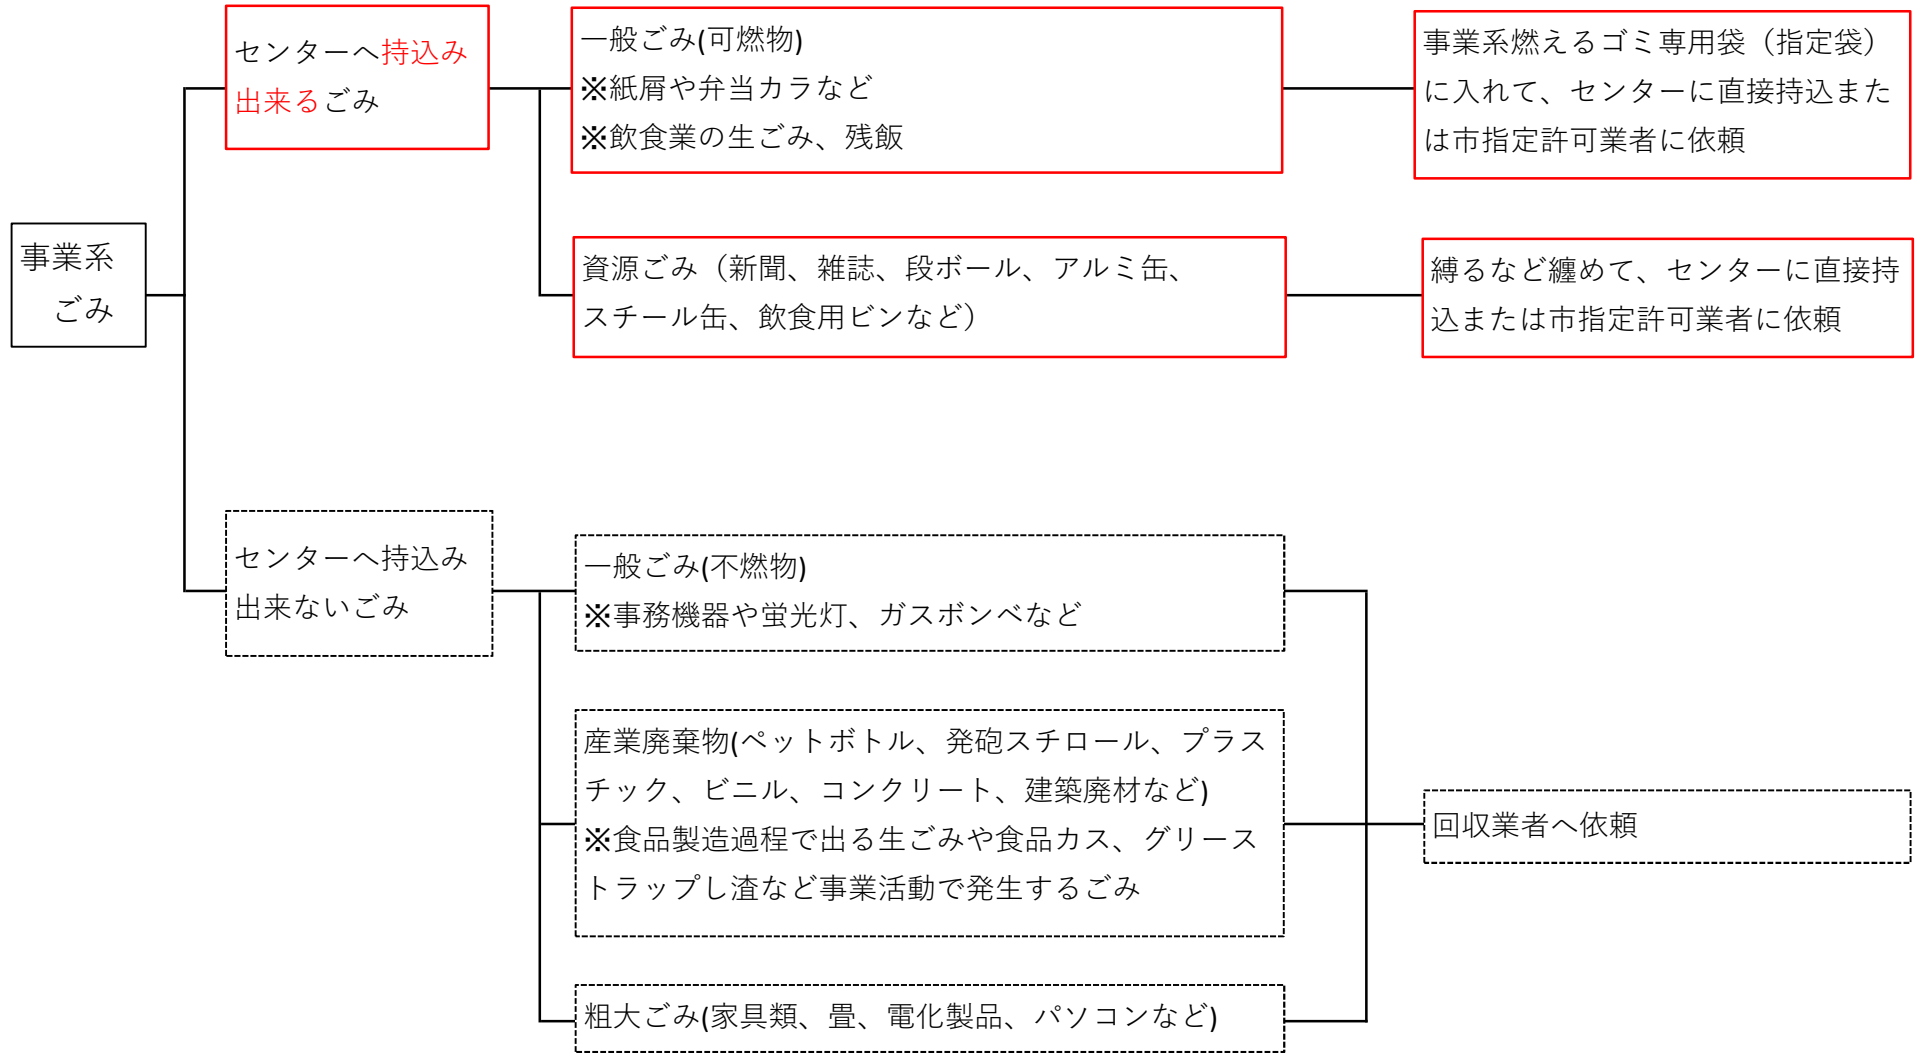 事業系
ごみ
センターへ持込み
出来るごみ
一般ごみ(可燃物)
※紙屑や弁当カラなど
※飲食業の生ごみ、残飯
事業系燃えるゴミ専用袋（指定袋）
に入れて、センターに直接持込また
は市指定許可業者に依頼
資源ごみ（新聞、雑誌、段ボール、アルミ缶、
スチール缶、飲食用ビンなど）
縛るなど纏めて、センターに直接持
込または市指定許可業者に依頼
センターへ持込み
出来ないごみ
一般ごみ(不燃物)
※事務機器や蛍光灯、ガスボンベなど
産業廃棄物(ペットボトル、発砲スチロール、プラス
チック、ビニル、コンクリート、建築廃材など)
※食品製造過程で出る生ごみや食品カス、グリース
トラップし渣など事業活動で発生するごみ
粗大ごみ(家具類、畳、電化製品、パソコンなど)
回収業者へ依頼